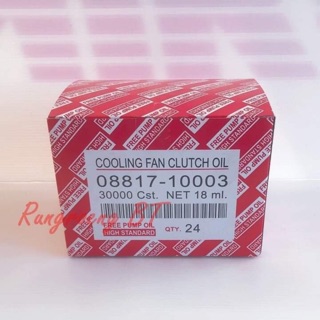 COOLING FAN CLUTCH OIL
08817-10003
30000 Cst. NET 18 ml.
FREE PUMP OIL
HIGH STANDARD
QTY. 24